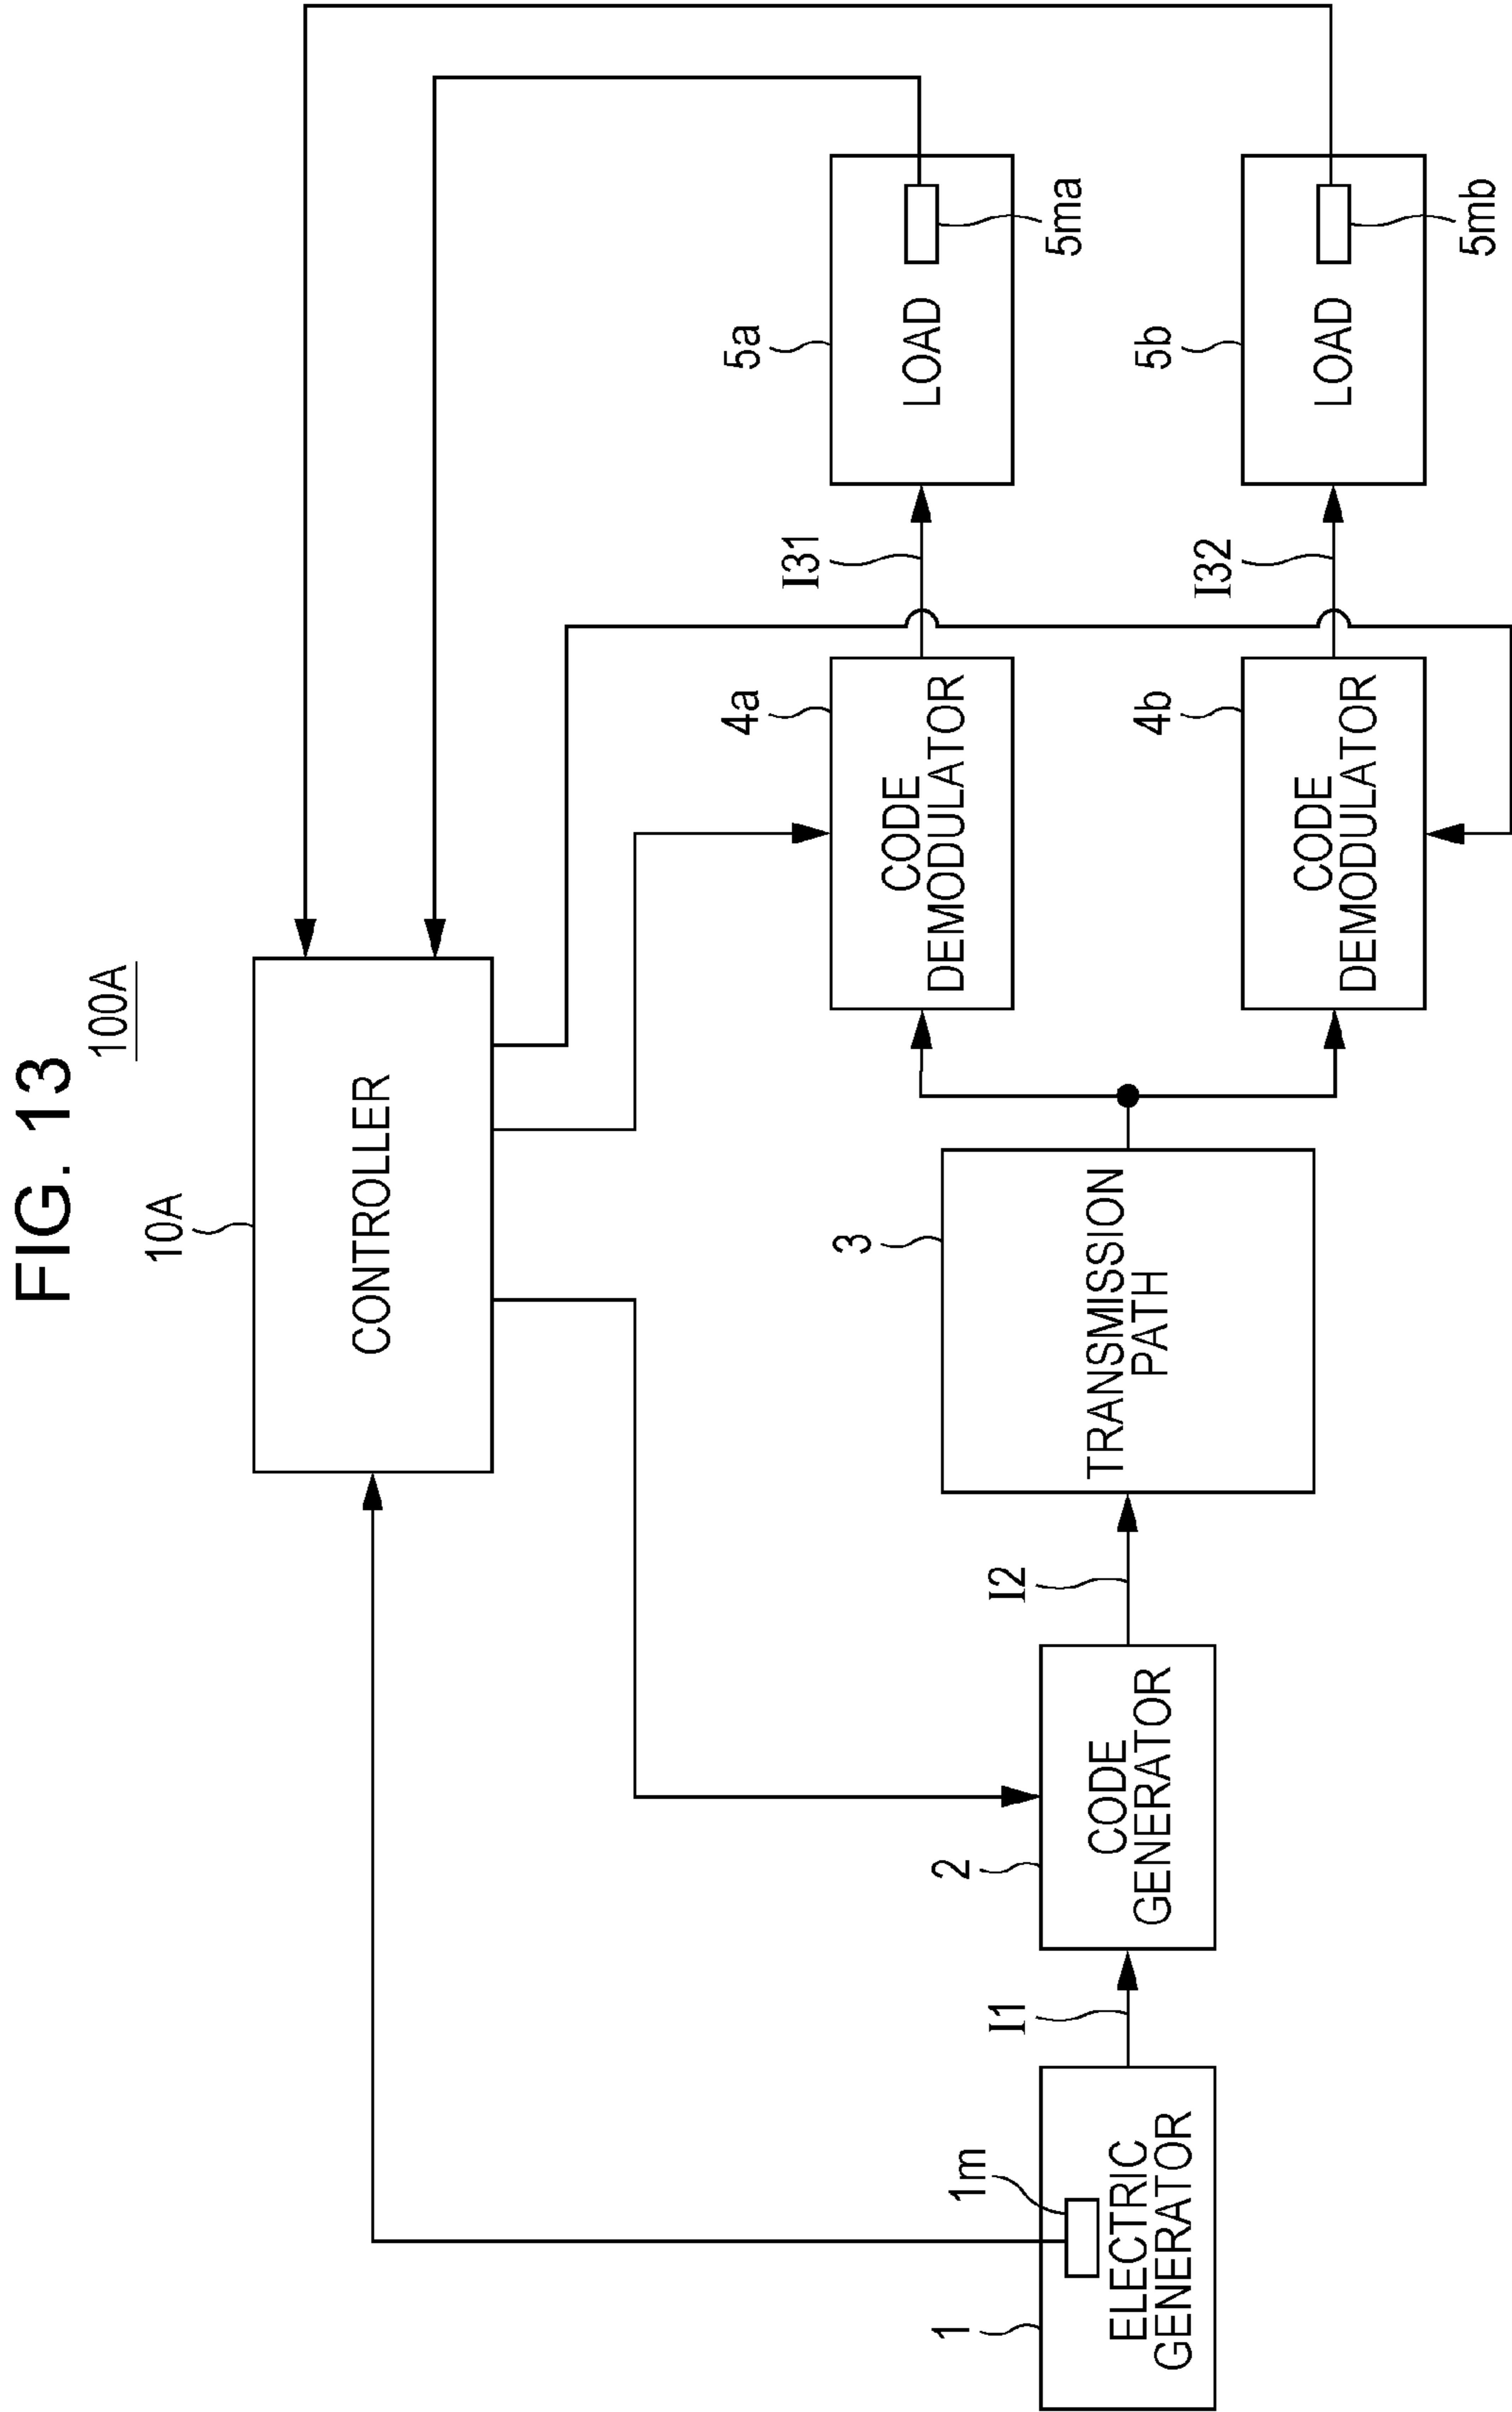 FIG. 13
100A
10A
CONTROLLER
1
1m
ELECTRIC
GENERATOR
I1
2
CODE
GENERATOR
I2
3
TRANSMISSION
PATH
4a
CODE
DEMODULATOR
I31
5a
LOAD
5ma
4b
CODE
DEMODULATOR
I32
5b
LOAD
5mb